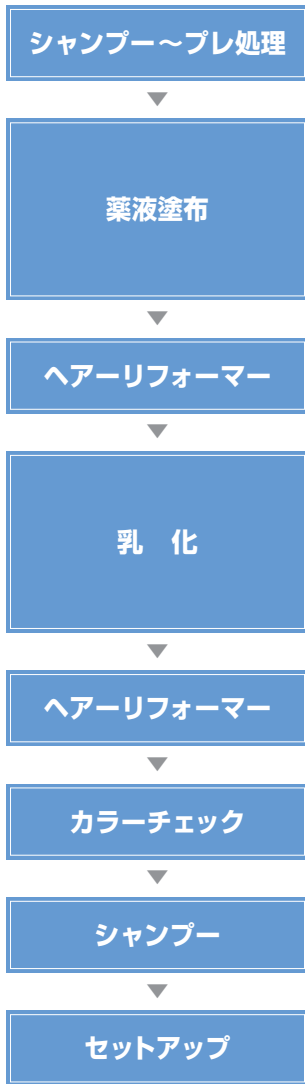 シャンプー～プレ処理
薬液塗布
ヘアーリフォーマー
乳　化
ヘアーリフォーマー
カラーチェック
シャンプー
セットアップ